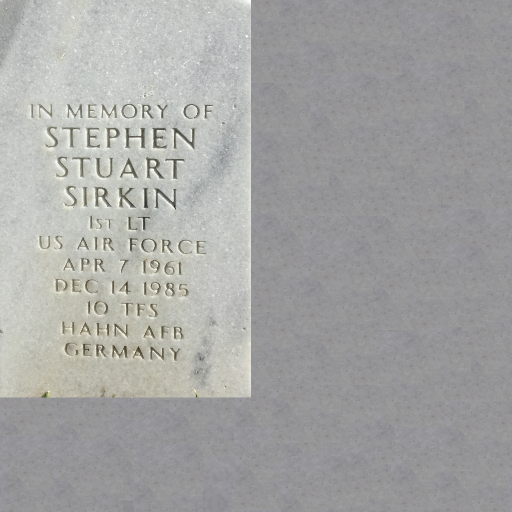 IN MEMORY OF
STEPHEN
STUART
SIRKIN
1ST LT
US AIR FORCE
APR 7 1961
DEC 14 1985
10 TFS
HAHN AFB
GERMANY